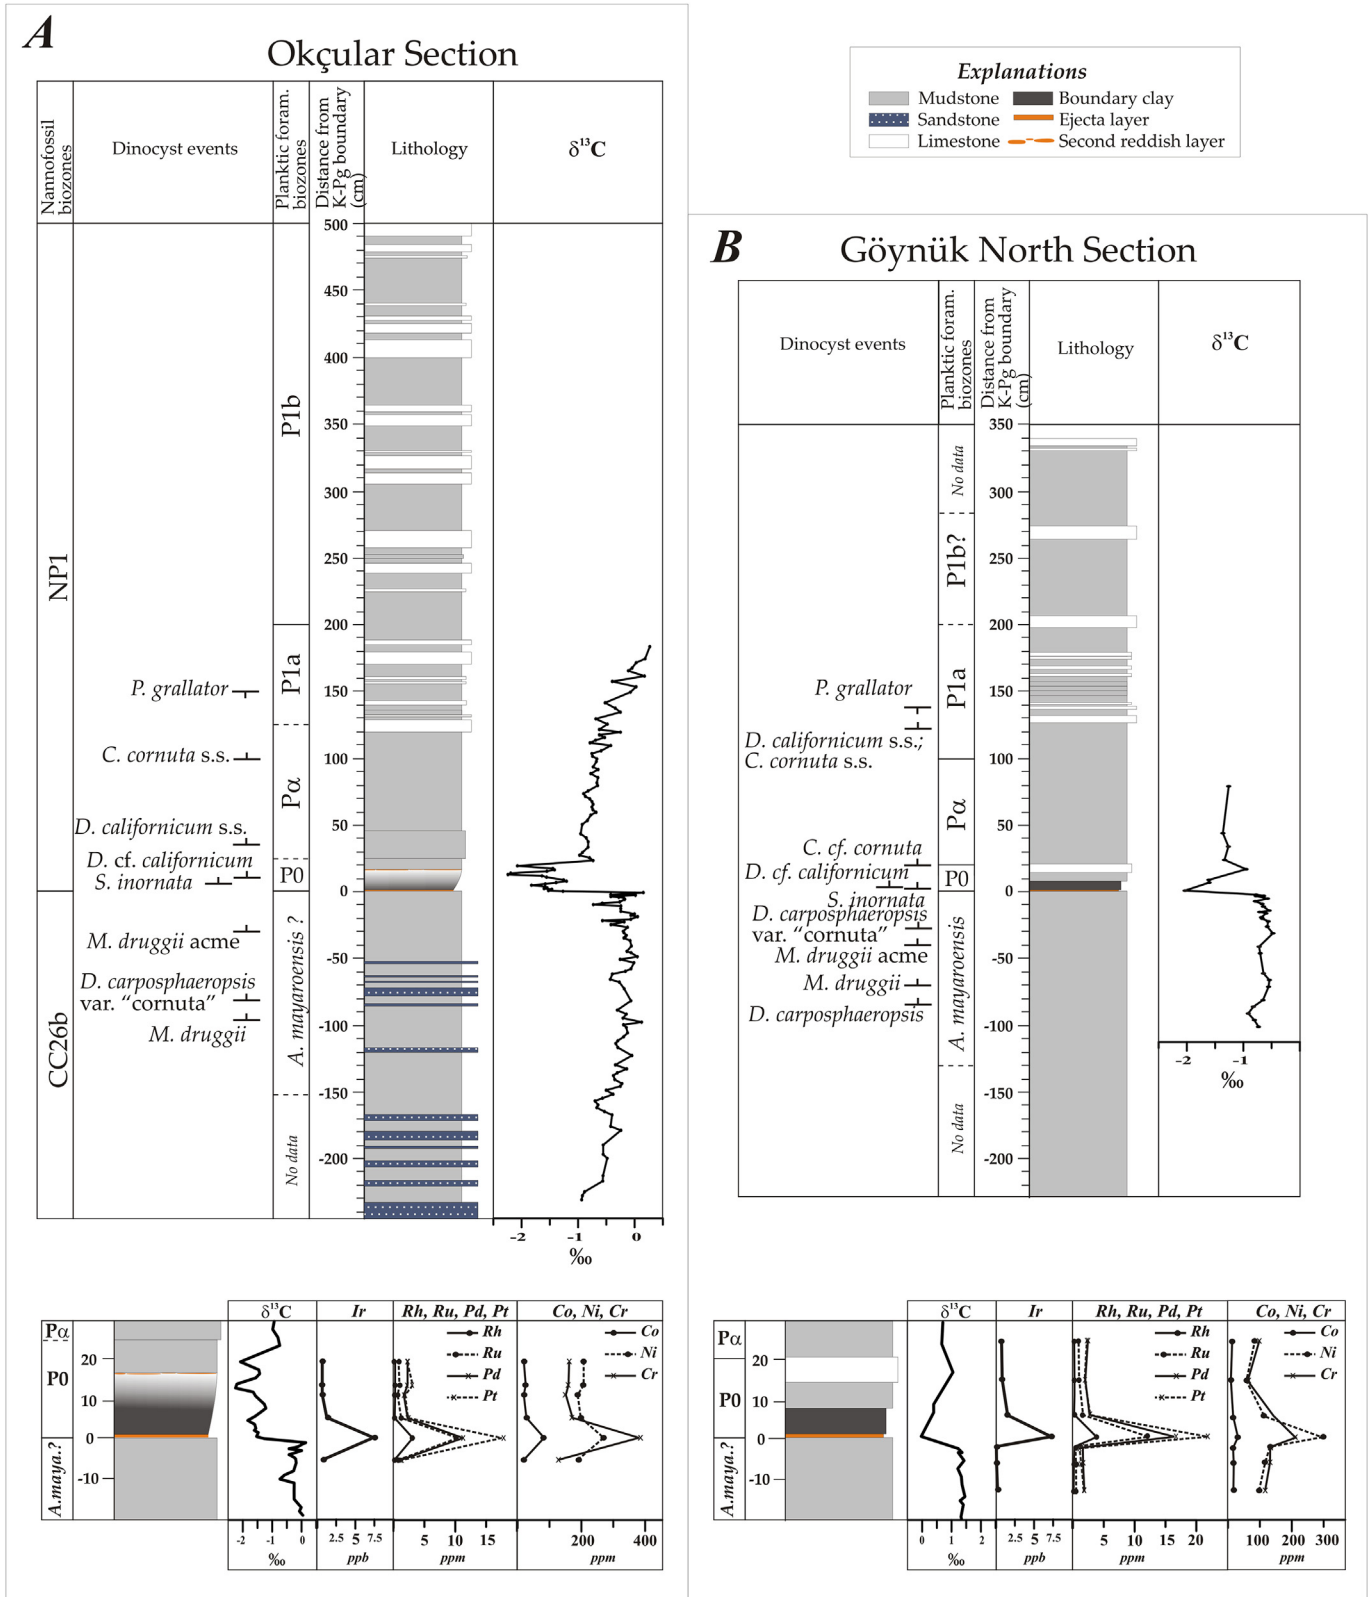 A
Okçular Section
Nannofossil
biozones
Dinocyst events
Planktic foram.
biozones
Distance from
K-Pg boundary
(cm)
Lithology
δ¹³C
500
450
400
350
300
250
200
150
100
50
0
-50
-100
-150
-200
NP1
CC26b
P. grallator
C. cornuta s.s.
D. californicum s.s.
D. cf. californicum
S. inornata
M. druggii acme
D. carposphaeropsis
var. “cornuta”
M. druggii
P1b
P1a
Pα
P0
A. mayaroensis ?
No data
-2 -1 0
‰
Explanations
Mudstone
Boundary clay
Sandstone
Ejecta layer
Limestone
Second reddish layer
B
Göynük North Section
Dinocyst events
Planktic foram.
biozones
Distance from
K-Pg boundary
(cm)
Lithology
δ¹³C
350
300
250
200
150
100
50
0
-50
-100
-150
-200
P. grallator
D. californicum s.s.;
C. cornuta s.s.
C. cf. cornuta
D. cf. californicum
S. inornata
D. carposphaeropsis
var. “cornuta”
M. druggii acme
M. druggii
D. carposphaeropsis
No data
P1b?
P1a
Pα
P0
A. mayaroensis
No data
-2 -1
‰
δ¹³C
Ir
Rh, Ru, Pd, Pt
Co, Ni, Cr
Pα
P0
A.maya.?
20
10
0
-10
Rh
Ru
Pd
Pt
Co
Ni
Cr
-2 -1 0
‰
2.5 5 7.5
ppb
5 10 15
ppm
200 400
ppm
δ¹³C
Ir
Rh, Ru, Pd, Pt
Co, Ni, Cr
Pα
P0
A.maya.?
20
10
0
-10
Rh
Ru
Pd
Pt
Co
Ni
Cr
0 1 2
‰
2.5 5 7.5
ppb
5 10 15 20
ppm
100 200 300
ppm